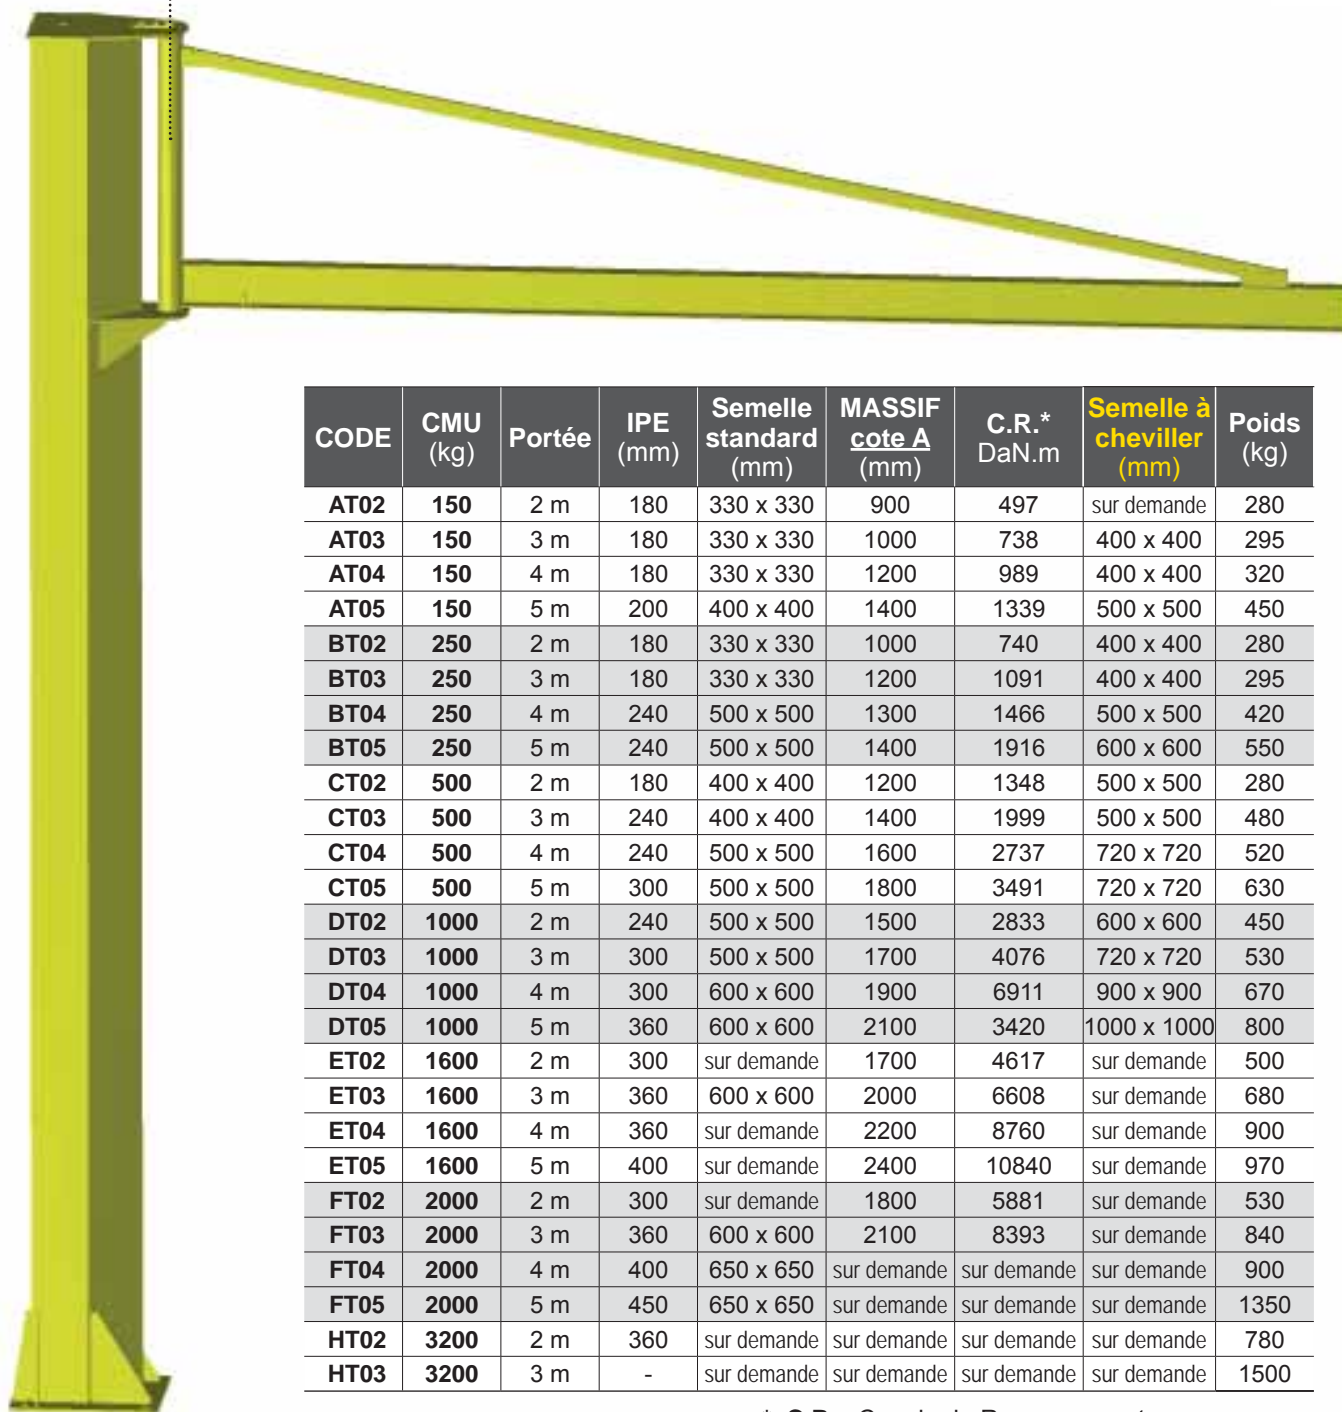 CODE CMU (kg) Portée IPE (mm) Semelle standard (mm) MASSIF cote A (mm) C.R.* DaN.m Semelle à cheviller (mm) Poids (kg)
AT02 150 2 m 180 330 x 330 900 497 sur demande 280
AT03 150 3 m 180 330 x 330 1000 738 400 x 400 295
AT04 150 4 m 180 330 x 330 1200 989 400 x 400 320
AT05 150 5 m 200 400 x 400 1400 1339 500 x 500 450
BT02 250 2 m 180 330 x 330 1000 740 400 x 400 280
BT03 250 3 m 180 330 x 330 1200 1091 400 x 400 295
BT04 250 4 m 240 500 x 500 1300 1466 500 x 500 420
BT05 250 5 m 240 500 x 500 1400 1916 600 x 600 550
CT02 500 2 m 180 400 x 400 1200 1348 500 x 500 280
CT03 500 3 m 240 400 x 400 1400 1999 500 x 500 480
CT04 500 4 m 240 500 x 500 1600 2737 720 x 720 520
CT05 500 5 m 300 500 x 500 1800 3491 720 x 720 630
DT02 1000 2 m 240 500 x 500 1500 2833 600 x 600 450
DT03 1000 3 m 300 500 x 500 1700 4076 720 x 720 530
DT04 1000 4 m 300 600 x 600 1900 6911 900 x 900 670
DT05 1000 5 m 360 600 x 600 2100 3420 1000 x 1000 800
ET02 1600 2 m 300 sur demande 1700 4617 sur demande 500
ET03 1600 3 m 360 600 x 600 2000 6608 sur demande 680
ET04 1600 4 m 360 sur demande 2200 8760 sur demande 900
ET05 1600 5 m 400 sur demande 2400 10840 sur demande 970
FT02 2000 2 m 300 sur demande 1800 5881 sur demande 530
FT03 2000 3 m 360 600 x 600 2100 8393 sur demande 840
FT04 2000 4 m 400 650 x 650 sur demande sur demande sur demande 900
FT05 2000 5 m 450 650 x 650 sur demande sur demande sur demande 1350
HT02 3200 2 m 360 sur demande sur demande sur demande sur demande 780
HT03 3200 3 m - sur demande sur demande sur demande sur demande 1500